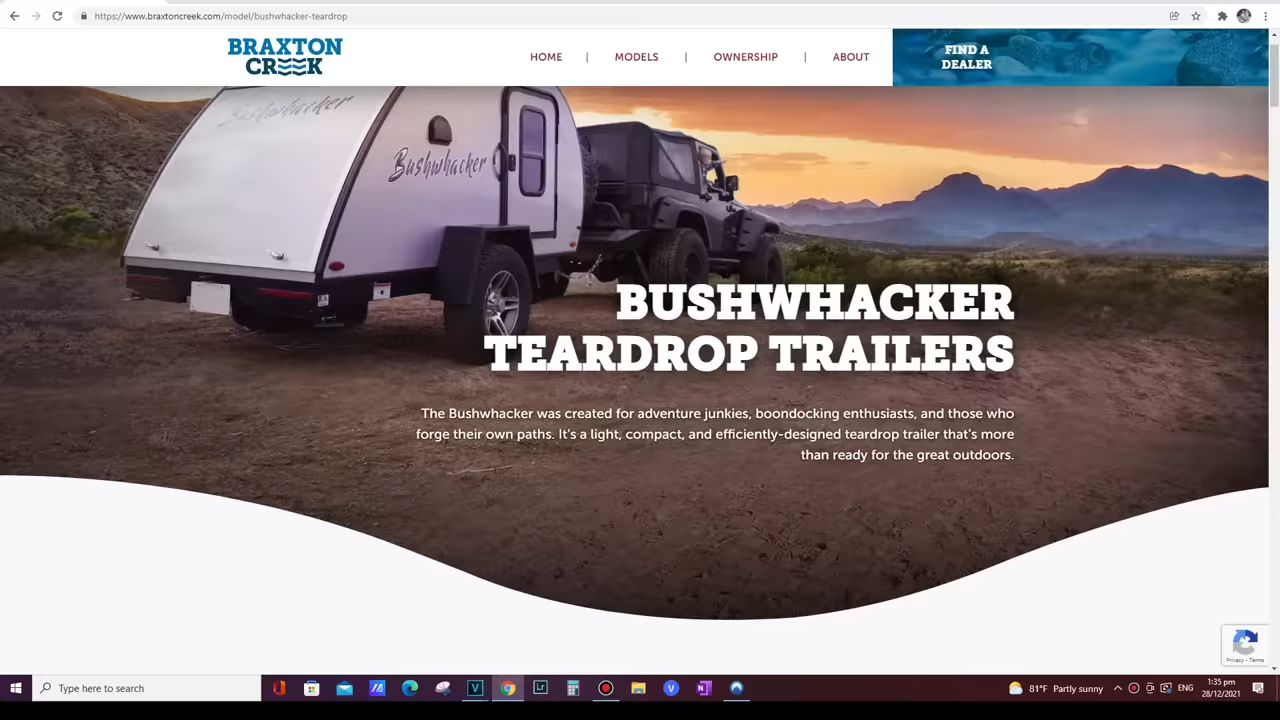 https://www.braxtoncreek.com/model/bushwhacker-teardrop
BRAXTON
CREEK
HOME | MODELS | OWNERSHIP | ABOUT
FIND A
DEALER
Bushwhacker
Bushwhacker
BUSHWHACKER
TEARDROP TRAILERS
The Bushwhacker was created for adventure junkies, boondocking enthusiasts, and those who
forge their own paths. It's a light, compact, and efficiently-designed teardrop trailer that's more
than ready for the great outdoors.
Privacy - Terms
Type here to search
81°F Partly sunny
ENG
1:35 pm
28/12/2021